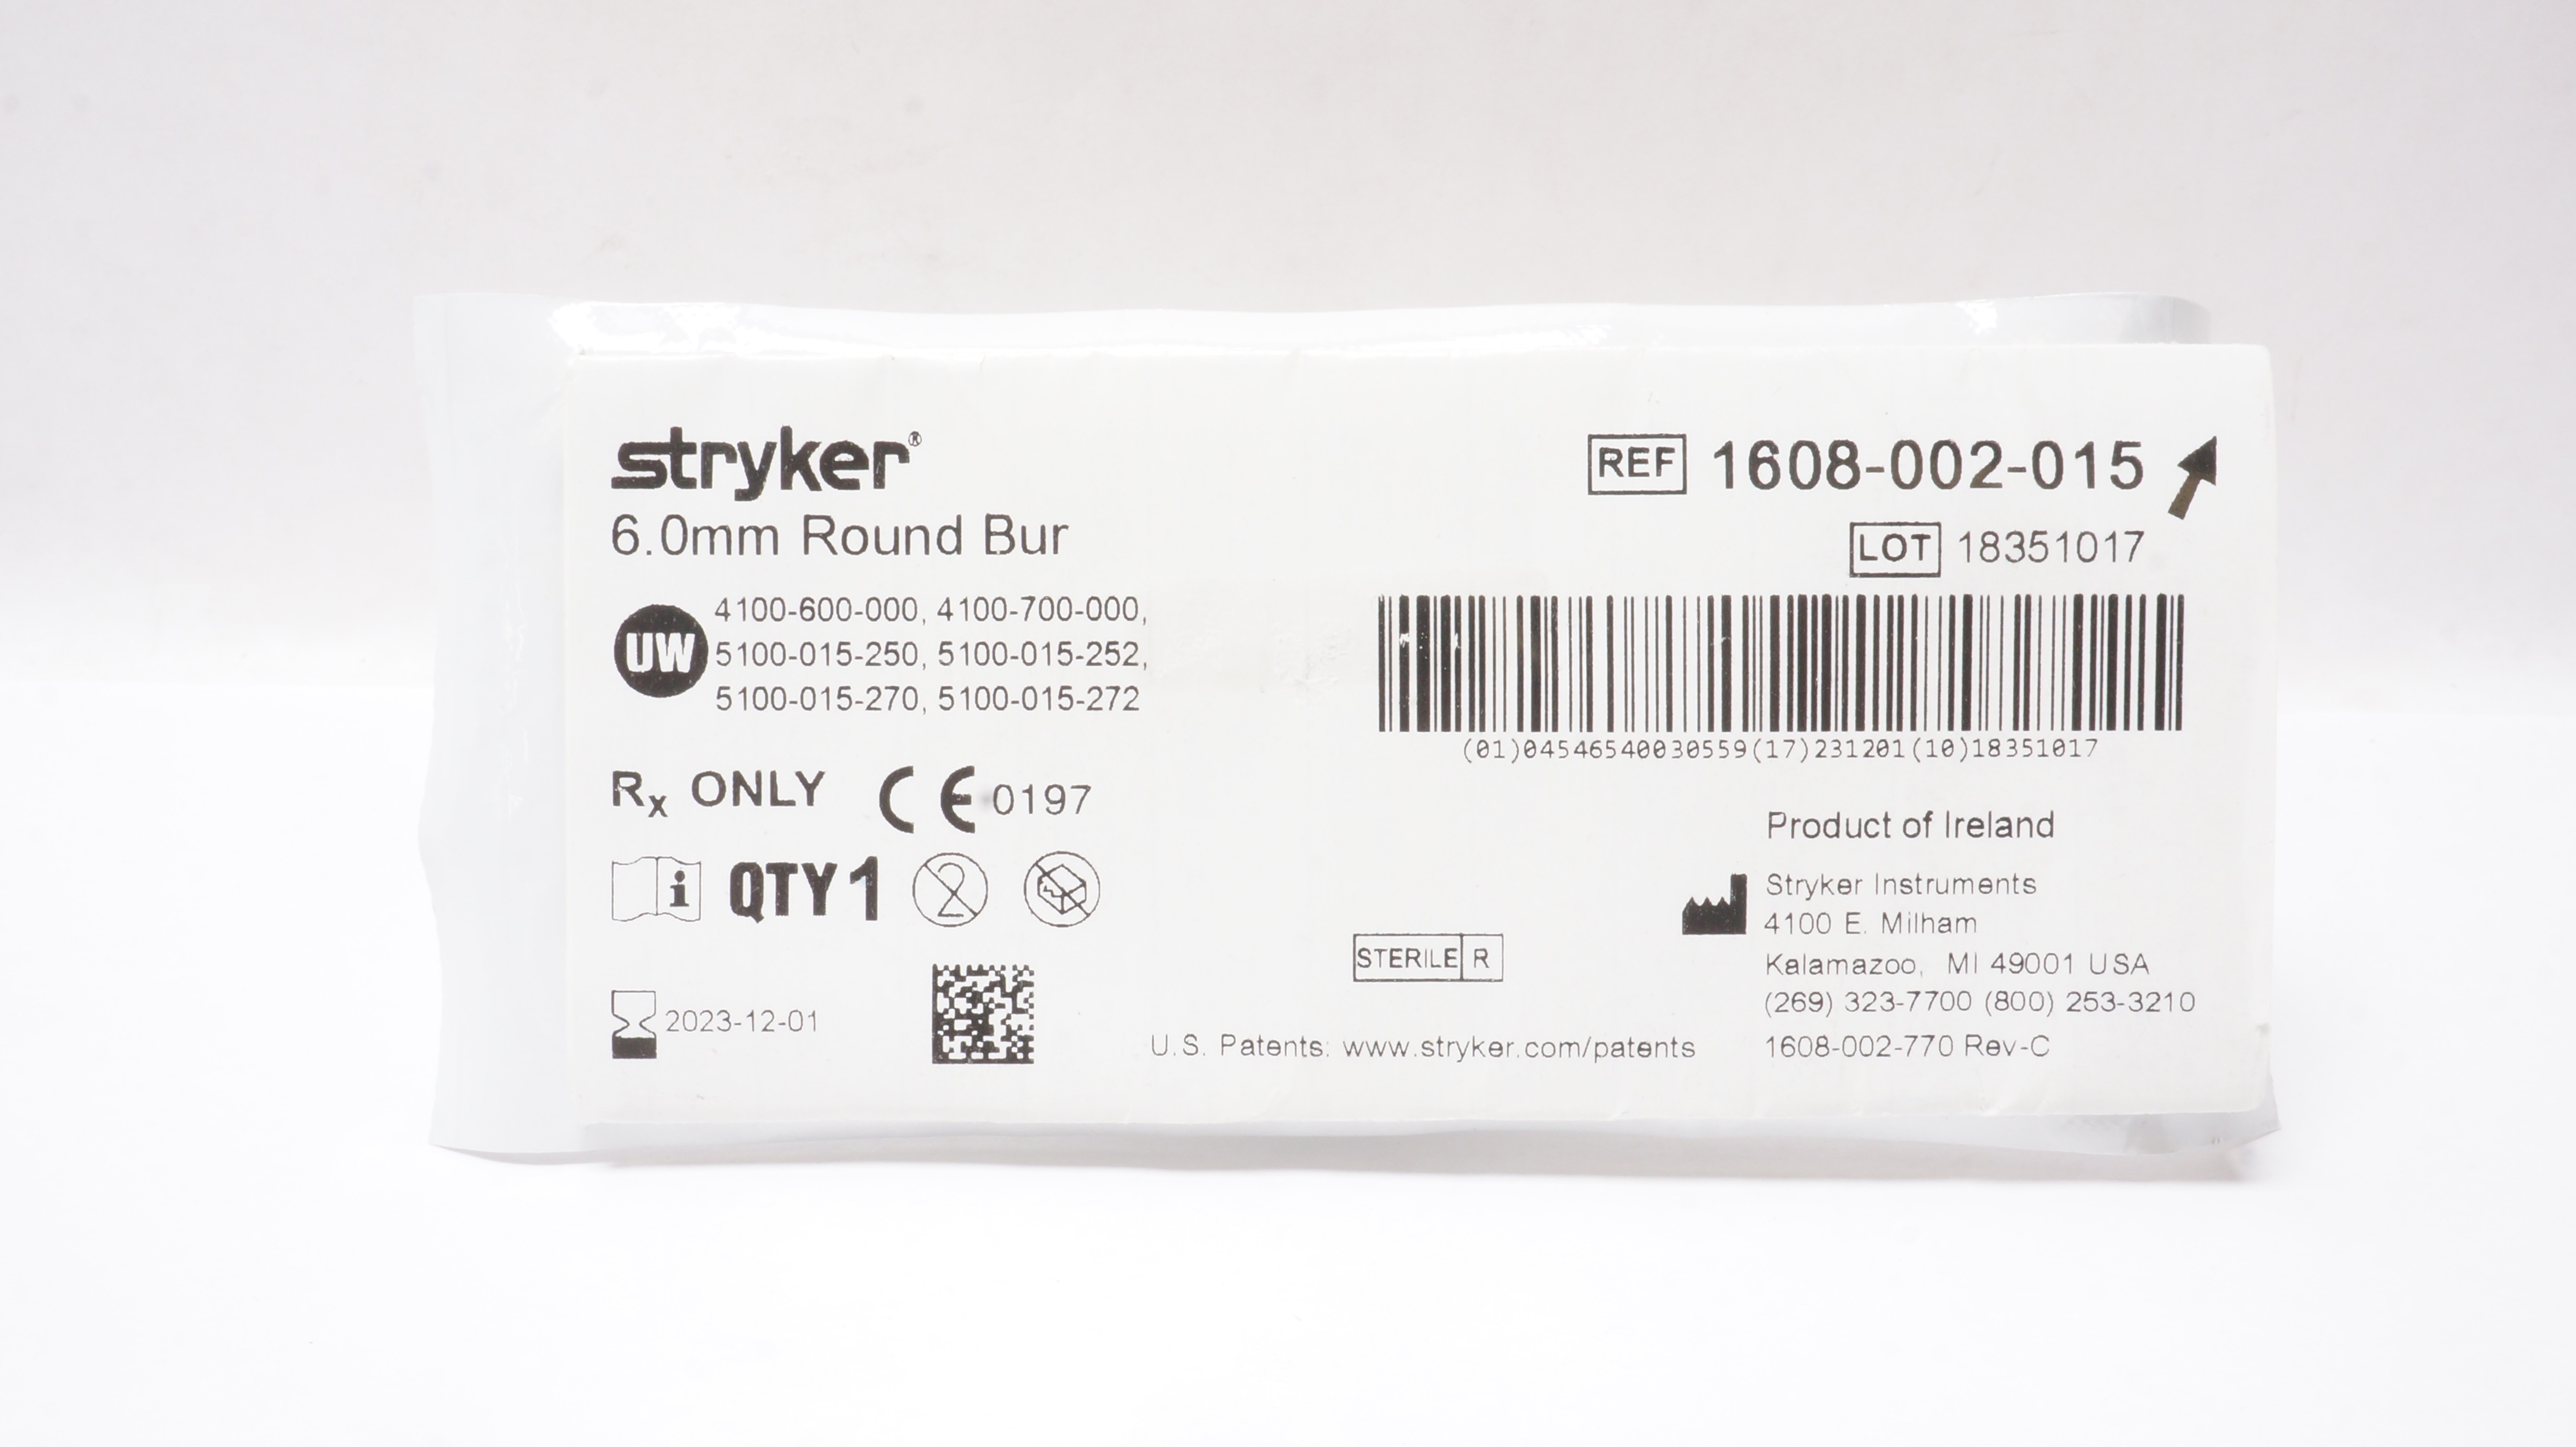 stryker®
6.0mm Round Bur
UW
4100-600-000, 4100-700-000,
5100-015-250, 5100-015-252,
5100-015-270, 5100-015-272
Rx ONLY CE 0197
i QTY 1 2
2023-12-01
REF 1608-002-015
LOT 18351017
(01)04546540030559(17)231201(10)18351017
Product of Ireland
Stryker Instruments
4100 E. Milham
Kalamazoo, MI 49001 USA
(269) 323-7700 (800) 253-3210
1608-002-770 Rev-C
STERILE R
U.S. Patents: www.stryker.com/patents